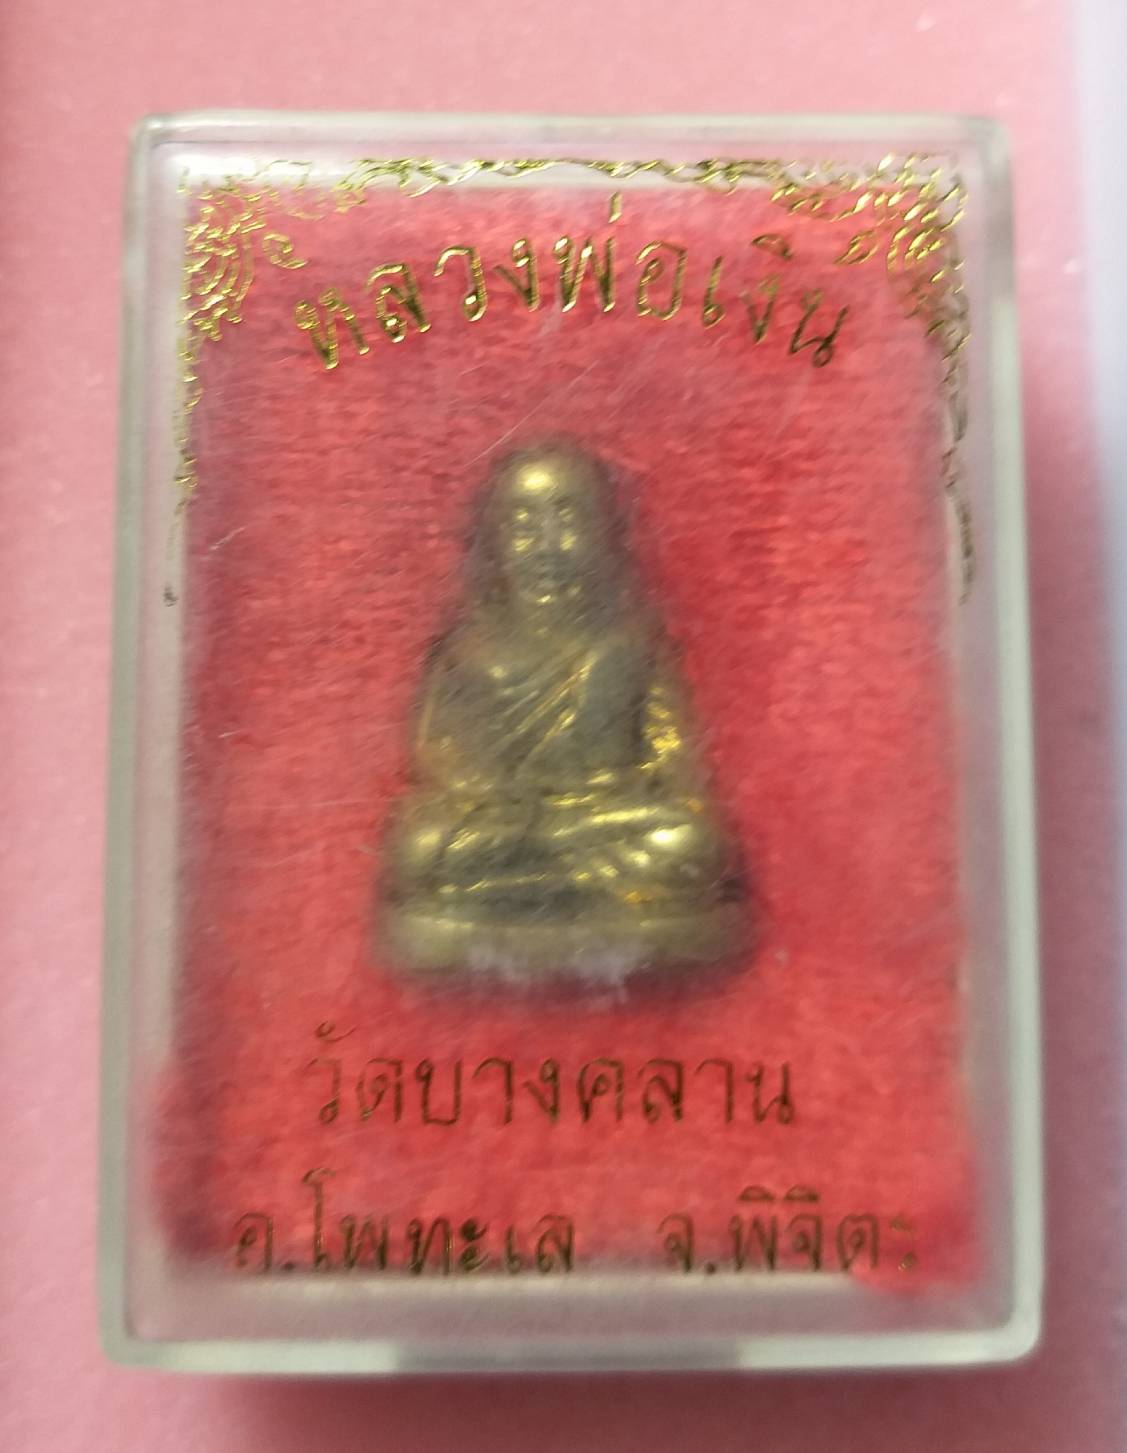 หลวงพ่อเงิน
วัดบางคลาน
อ.โพทะเล จ.พิจิตร